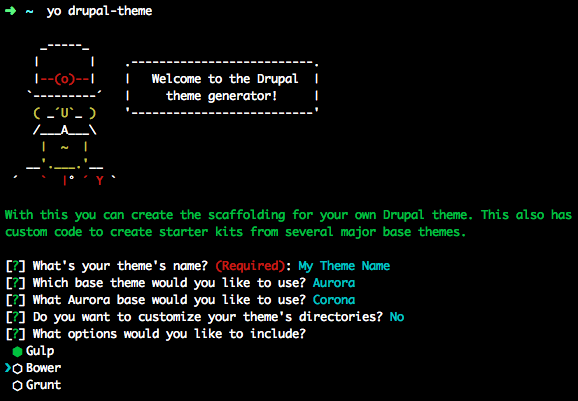 ➜ ~ yo drupal-theme
Welcome to the Drupal
theme generator!
With this you can create the scaffolding for your own Drupal theme. This also has
custom code to create starter kits from several major base themes.
[?] What's your theme's name? (Required): My Theme Name
[?] Which base theme would you like to use? Aurora
[?] What Aurora base would you like to use? Corona
[?] Do you want to customize your theme's directories? No
[?] What options would you like to include?
⬢ Gulp
❯⬡ Bower
⬡ Grunt